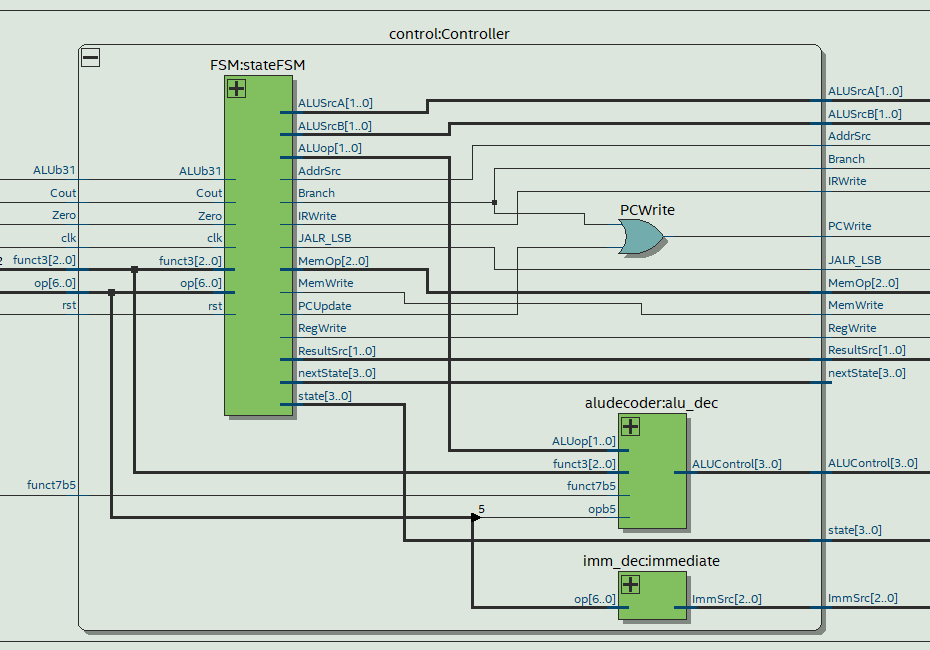 control:Controller
FSM:stateFSM
ALUSrcA[1..0]
ALUSrcB[1..0]
ALUop[1..0]
AddrSrc
Branch
IRWrite
JALR_LSB
MemOp[2..0]
MemWrite
PCUpdate
RegWrite
ResultSrc[1..0]
nextState[3..0]
state[3..0]
ALUb31
Cout
Zero
clk
2
funct3[2..0]
op[6..0]
rst
ALUb31
Cout
Zero
clk
funct3[2..0]
op[6..0]
rst
funct7b5
PCWrite
aludecoder:alu_dec
ALUop[1..0]
funct3[2..0]
funct7b5
5
opb5
ALUControl[3..0]
imm_dec:immediate
op[6..0]
ImmSrc[2..0]
ALUSrcA[1..0]
ALUSrcB[1..0]
AddrSrc
Branch
IRWrite
PCWrite
JALR_LSB
MemOp[2..0]
MemWrite
RegWrite
ResultSrc[1..0]
nextState[3..0]
ALUControl[3..0]
state[3..0]
ImmSrc[2..0]